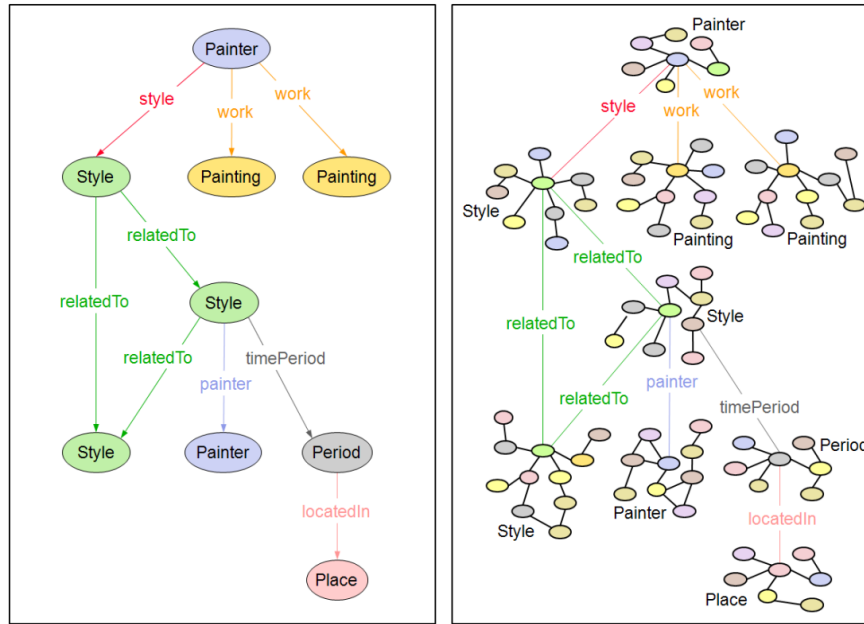 Painter
style
work
work
Style
Painting
Painting
relatedTo
relatedTo
Style
relatedTo
painter
timePeriod
Style
Painter
Period
locatedIn
Place
Painter
style
work
work
Style
Painting
Painting
relatedTo
Style
relatedTo
relatedTo
painter
timePeriod
Period
Style
Painter
locatedIn
Place